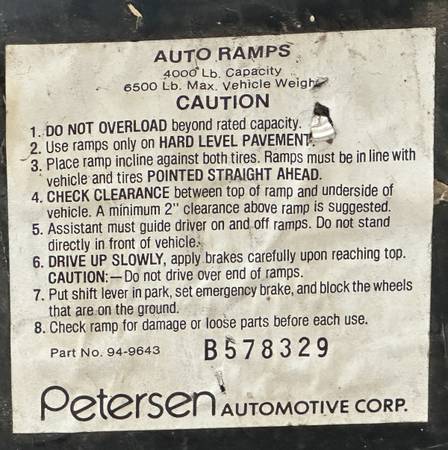 AUTO RAMPS
4000 Lb. Capacity
6500 Lb. Max. Vehicle Weight
CAUTION
1. DO NOT OVERLOAD beyond rated capacity.
2. Use ramps only on HARD LEVEL PAVEMENT.
3. Place ramp incline against both tires. Ramps must be in line with
vehicle and tires POINTED STRAIGHT AHEAD.
4. CHECK CLEARANCE between top of ramp and underside of
vehicle. A minimum 2" clearance above ramp is suggested.
5. Assistant must guide driver on and off ramps. Do not stand
directly in front of vehicle.
6. DRIVE UP SLOWLY, apply brakes carefully upon reaching top.
CAUTION:—Do not drive over end of ramps.
7. Put shift lever in park, set emergency brake, and block the wheels
that are on the ground.
8. Check ramp for damage or loose parts before each use.
Part No. 94-9643 B578329
Petersen AUTOMOTIVE CORP.